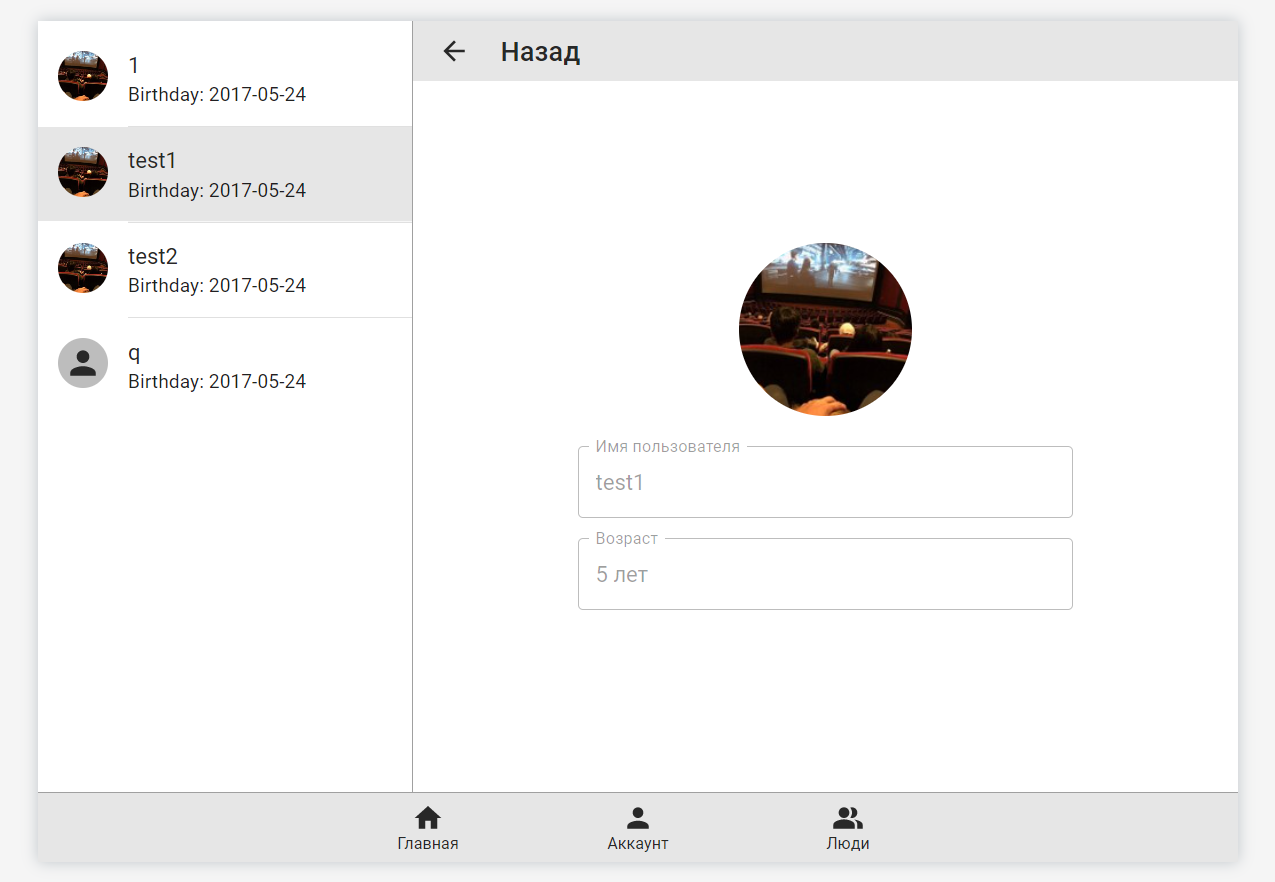 1
Birthday: 2017-05-24
test1
Birthday: 2017-05-24
test2
Birthday: 2017-05-24
q
Birthday: 2017-05-24
Назад
Имя пользователя
test1
Возраст
5 лет
Главная
Аккаунт
Люди